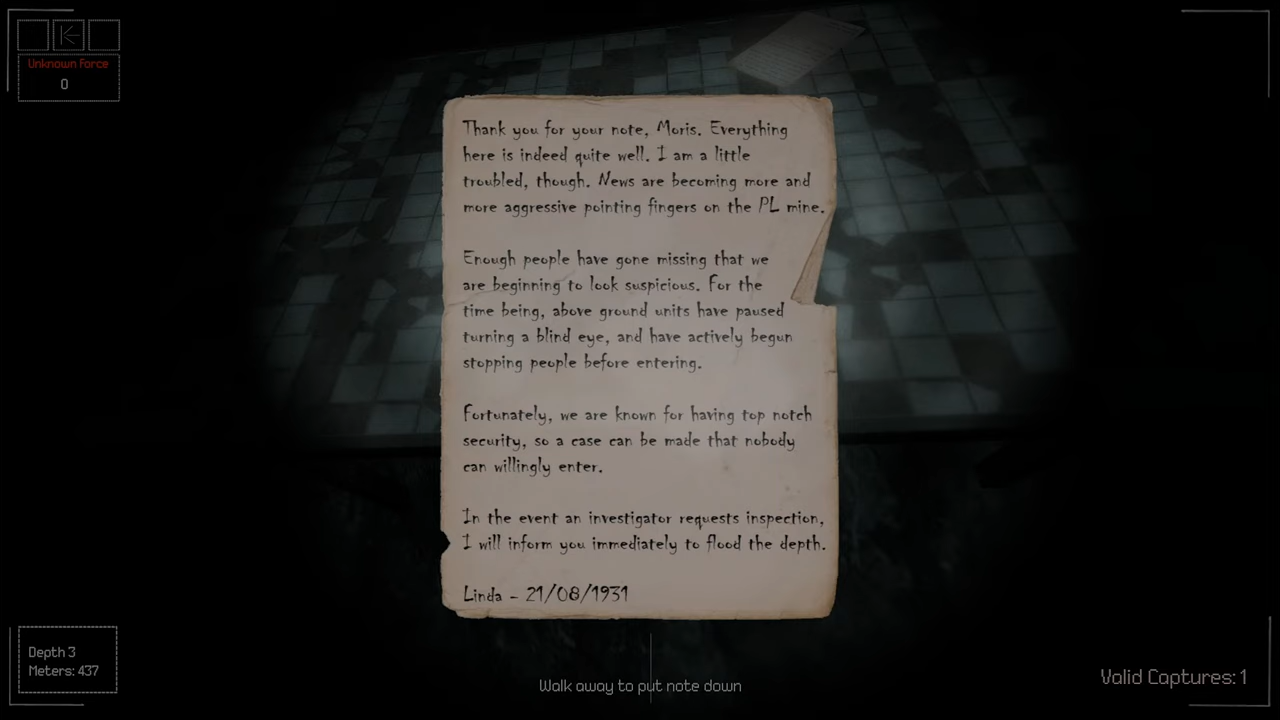 Unknown Force
0
Thank you for your note, Moris. Everything
here is indeed quite well. I am a little
troubled, though. News are becoming more and
more aggressive pointing fingers on the PL mine.
Enough people have gone missing that we
are beginning to look suspicious. For the
time being, above ground units have paused
turning a blind eye, and have actively begun
stopping people before entering.
Fortunately, we are known for having top notch
security, so a case can be made that nobody
can willingly enter.
In the event an investigator requests inspection,
I will inform you immediately to flood the depth.
Linda - 21/08/1931
Depth 3
Meters: 437
Walk away to put note down
Valid Captures: 1